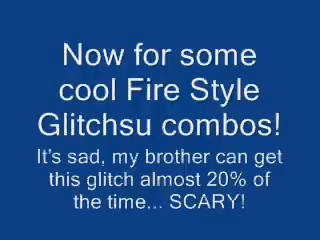 Now for some
cool Fire Style
Glitchsu combos!
It's sad, my brother can get
this glitch almost 20% of
the time... SCARY!